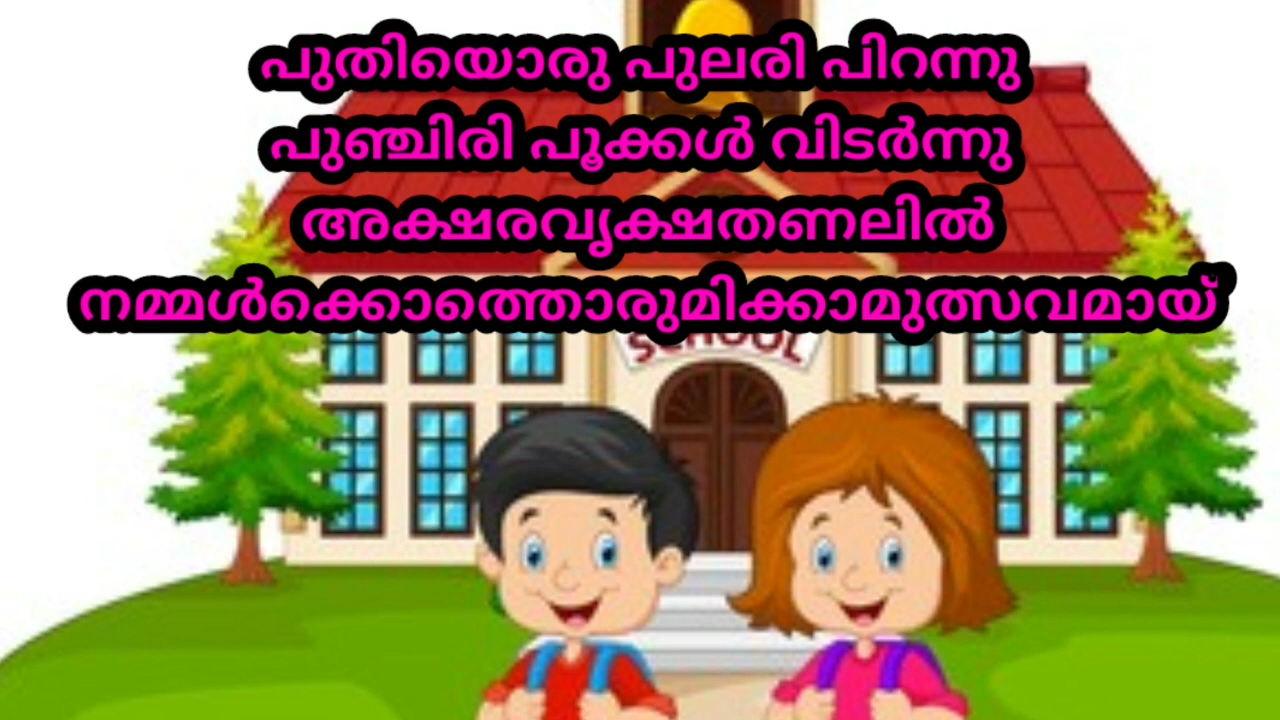 പുതിയൊരു പുലരി പിറന്നു
പുഞ്ചിരി പൂക്കൾ വിടർന്നു
അക്ഷരവൃക്ഷതണലിൽ
നമ്മൾക്കൊത്തൊരുമിക്കാമുത്സവമായ്
SCHOOL